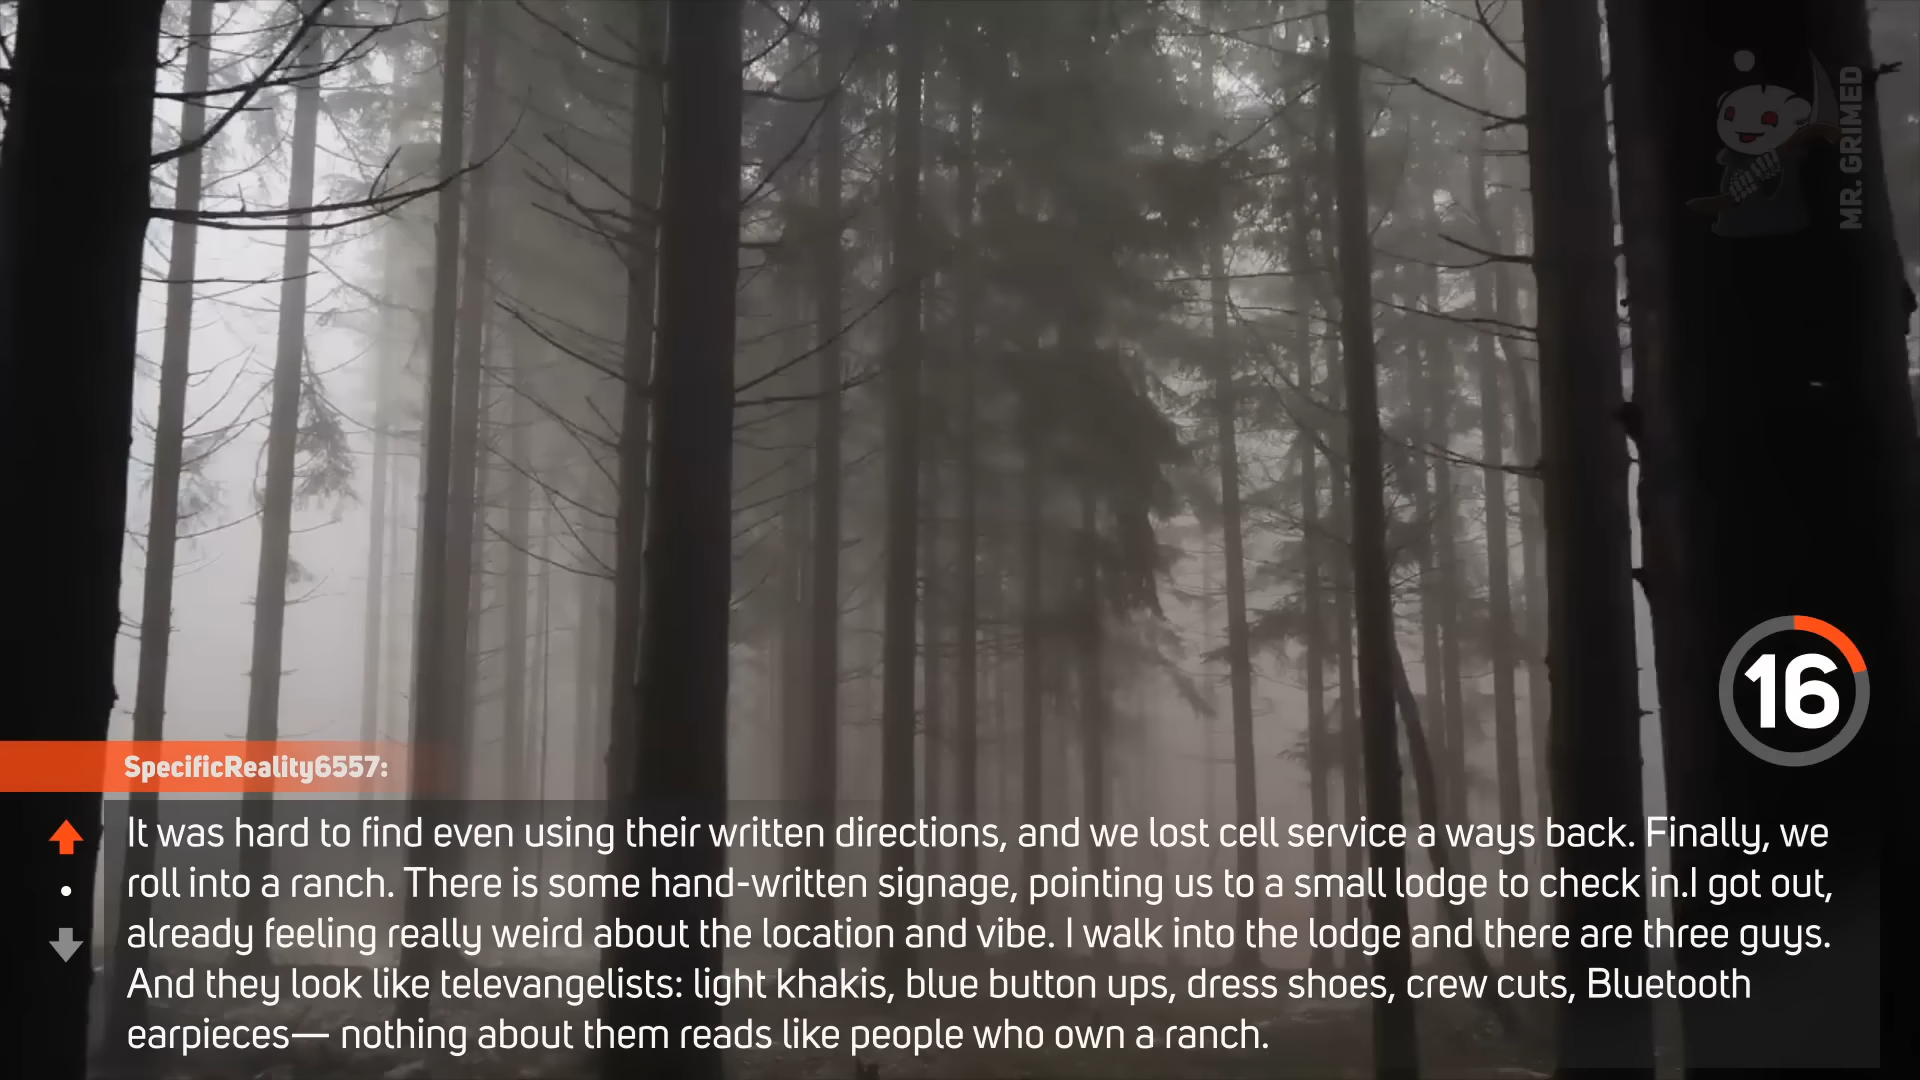 MR. GRIMED
16
SpecificReality6557:
It was hard to find even using their written directions, and we lost cell service a ways back. Finally, we
roll into a ranch. There is some hand-written signage, pointing us to a small lodge to check in.I got out,
already feeling really weird about the location and vibe. I walk into the lodge and there are three guys.
And they look like televangelists: light khakis, blue button ups, dress shoes, crew cuts, Bluetooth
earpieces— nothing about them reads like people who own a ranch.